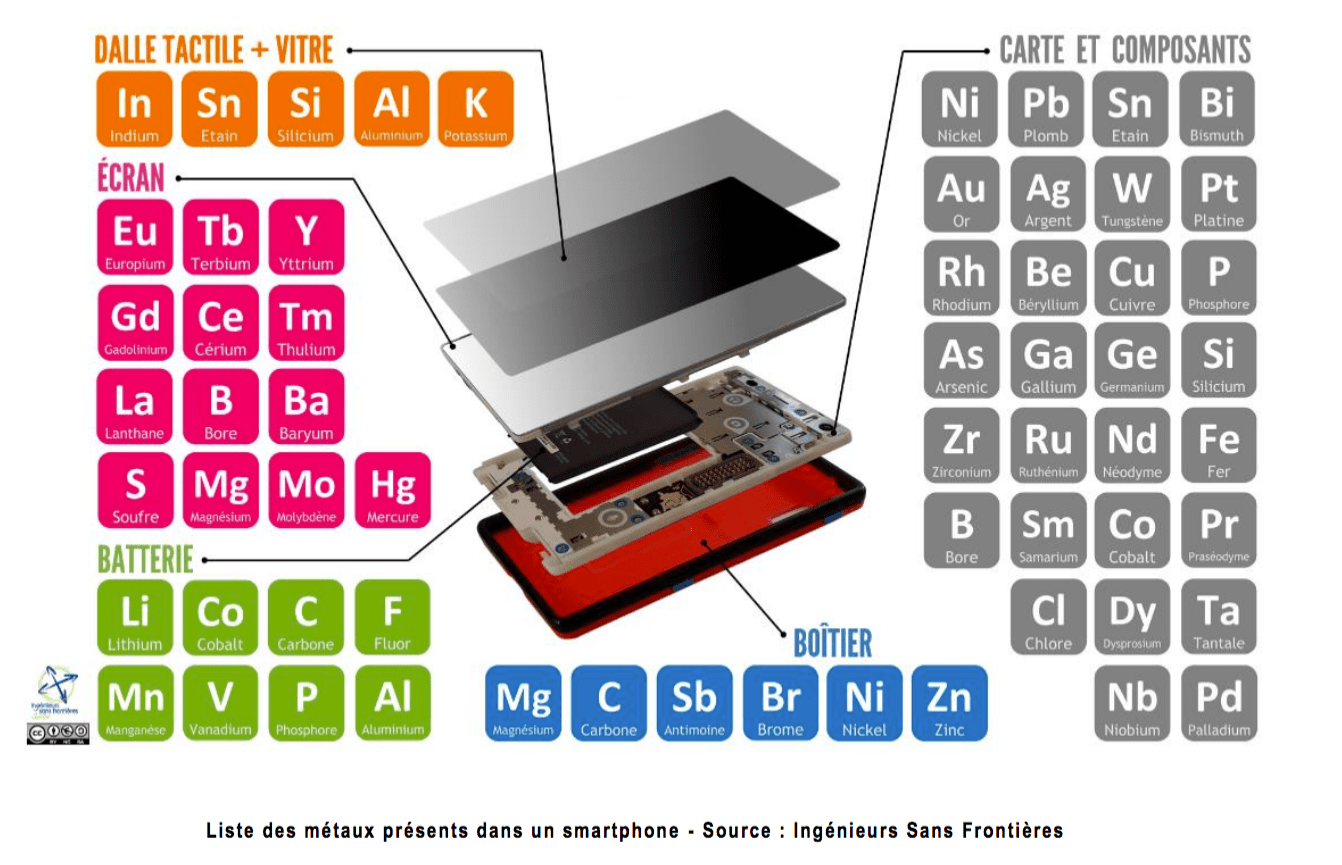 DALLE TACTILE + VITRE
In Sn Si Al K
Indium Etain Silicium Aluminium Potassium
ÉCRAN
Eu Tb Y
Europium Terbium Yttrium
Gd Ce Tm
Gadolinium Cérium Thulium
La B Ba
Lanthane Bore Baryum
S Mg Mo Hg
Soufre Magnésium Molybdène Mercure
BATTERIE
Li Co C F
Lithium Cobalt Carbone Fluor
Mn V P Al
Manganèse Vanadium Phosphore Aluminium
CARTE ET COMPOSANTS
Ni Pb Sn Bi
Nickel Plomb Etain Bismuth
Au Ag W Pt
Or Argent Tungstène Platine
Rh Be Cu P
Rhodium Béryllium Cuivre Phosphore
As Ga Ge Si
Arsenic Gallium Germanium Silicium
Zr Ru Nd Fe
Zirconium Ruthénium Néodyme Fer
B Sm Co Pr
Bore Samarium Cobalt Praséodyme
Cl Dy Ta
Chlore Dysprosium Tantale
Nb Pd
Niobium Palladium
BOÎTIER
Mg C Sb Br Ni Zn
Magnésium Carbone Antimoine Brome Nickel Zinc
Ingénieurs
sans frontières
cc
BY NC SA
Liste des métaux présents dans un smartphone - Source : Ingénieurs Sans Frontières